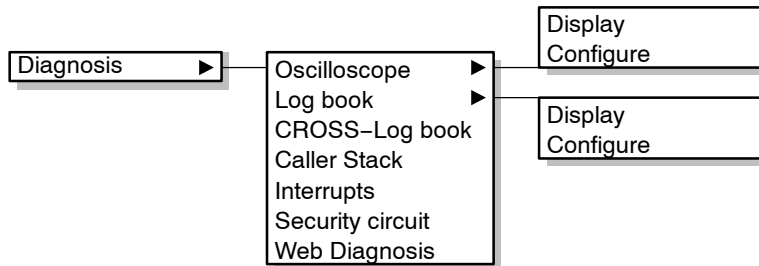 Diagnosis
Oscilloscope
Log book
CROSS–Log book
Caller Stack
Interrupts
Security circuit
Web Diagnosis
Display
Configure
Display
Configure